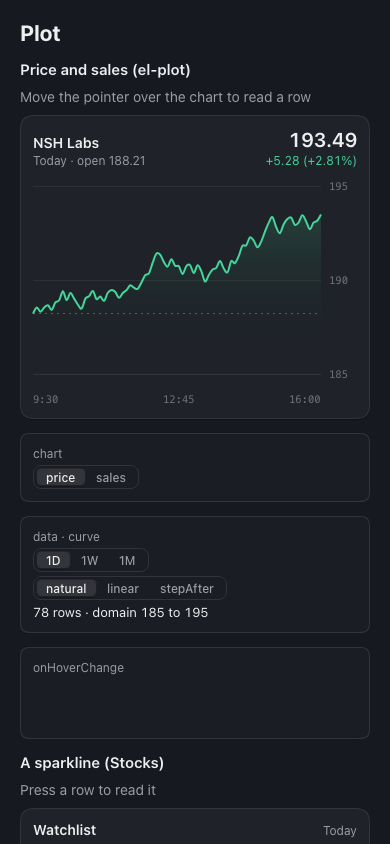 Plot
Price and sales (el-plot)
Move the pointer over the chart to read a row
NSH Labs 193.49
Today · open 188.21 +5.28 (+2.81%)
195
190
185
9:30 12:45 16:00
chart
price sales
data · curve
1D 1W 1M
natural linear stepAfter
78 rows · domain 185 to 195
onHoverChange
A sparkline (Stocks)
Press a row to read it
Watchlist Today